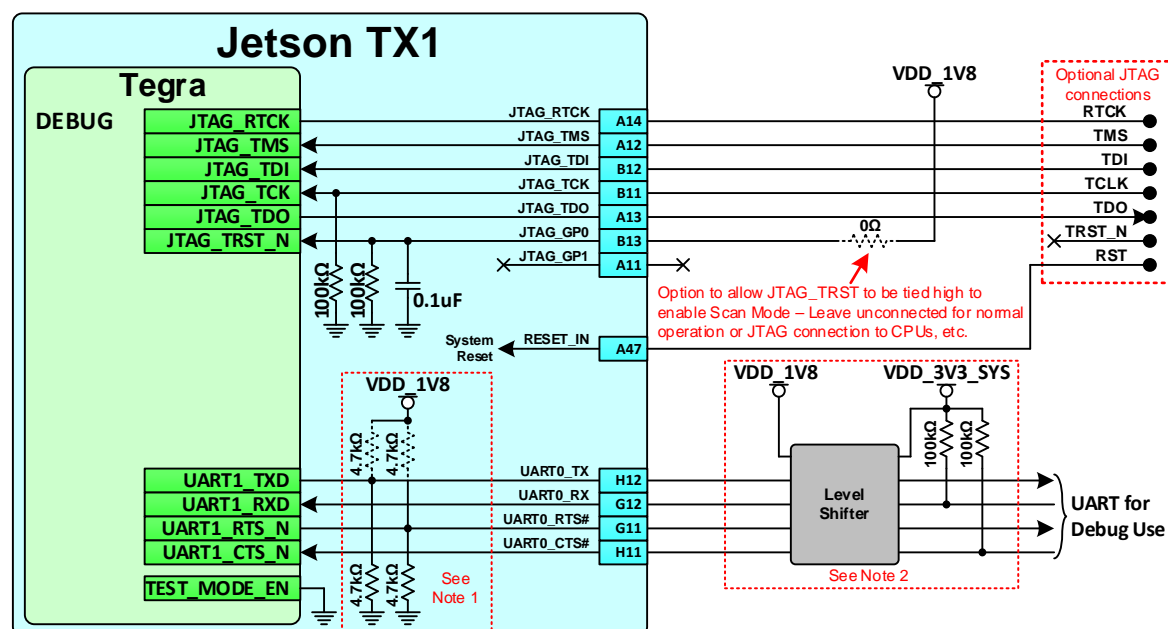 Jetson TX1
Tegra
DEBUG
VDD_1V8
Optional JTAG
connections
JTAG_RTCK JTAG_RTCK A14 RTCK
JTAG_TMS JTAG_TMS A12 TMS
JTAG_TDI JTAG_TDI B12 TDI
JTAG_TCK JTAG_TCK B11 TCLK
JTAG_TDO JTAG_TDO A13 TDO
JTAG_TRST_N JTAG_GP0 B13 0Ω TRST_N
JTAG_GP1 A11 RST
100kΩ
100kΩ
0.1uF
Option to allow JTAG_TRST to be tied high to
enable Scan Mode – Leave unconnected for normal
operation or JTAG connection to CPUs, etc.
System
Reset
RESET_IN A47
VDD_1V8
VDD_1V8
VDD_3V3_SYS
4.7kΩ
4.7kΩ
100kΩ
100kΩ
UART1_TXD UART0_TX H12
UART1_RXD UART0_RX G12
UART1_RTS_N UART0_RTS# G11
UART1_CTS_N UART0_CTS# H11
Level
Shifter
UART for
Debug Use
TEST_MODE_EN
4.7kΩ
4.7kΩ
See
Note 1
See Note 2